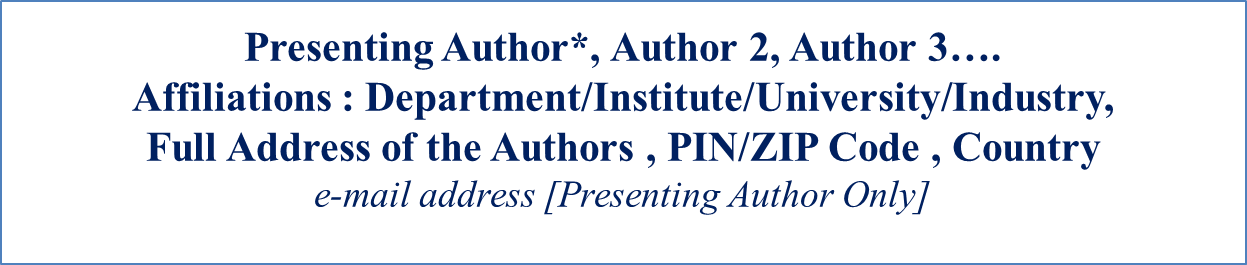 Presenting Author*, Author 2, Author 3….
Affiliations : Department/Institute/University/Industry,
Full Address of the Authors , PIN/ZIP Code , Country
e-mail address [Presenting Author Only]